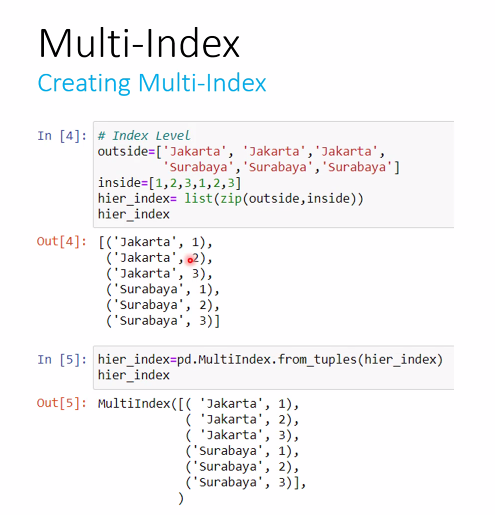 Multi-Index
Creating Multi-Index
In [4]: # Index Level
outside=['Jakarta', 'Jakarta','Jakarta',
'Surabaya','Surabaya','Surabaya']
inside=[1,2,3,1,2,3]
hier_index= list(zip(outside,inside))
hier_index
Out[4]: [('Jakarta', 1),
('Jakarta', 2),
('Jakarta', 3),
('Surabaya', 1),
('Surabaya', 2),
('Surabaya', 3)]
In [5]: hier_index=pd.MultiIndex.from_tuples(hier_index)
hier_index
Out[5]: MultiIndex([( 'Jakarta', 1),
( 'Jakarta', 2),
( 'Jakarta', 3),
('Surabaya', 1),
('Surabaya', 2),
('Surabaya', 3)],
)